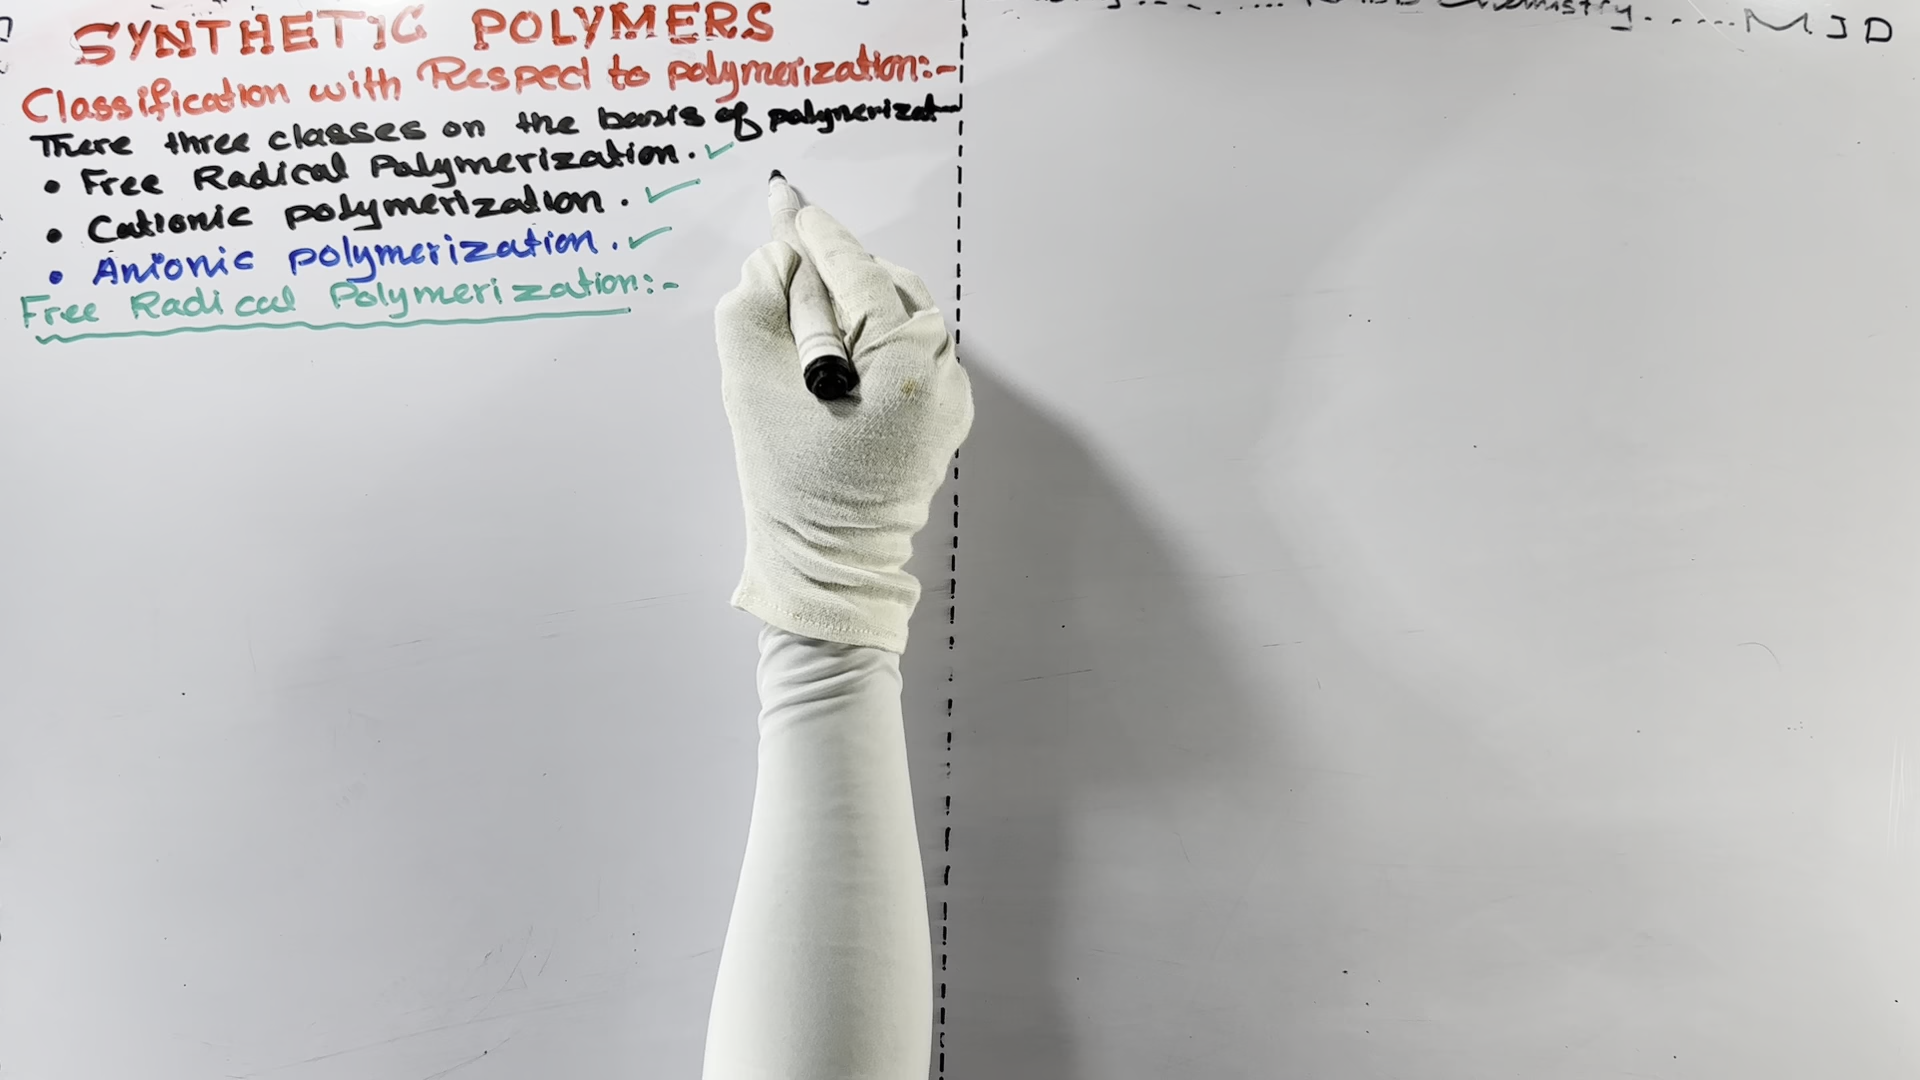 SYNTHETIC POLYMERS
Classification with Respect to polymerization:-
There three classes on the basis of polymerizat
• Free Radical Polymerization. ✓
• Cationic polymerization. ✓
• Anionic polymerization. ✓
Free Radical Polymerization:-
Chemistry......MJD